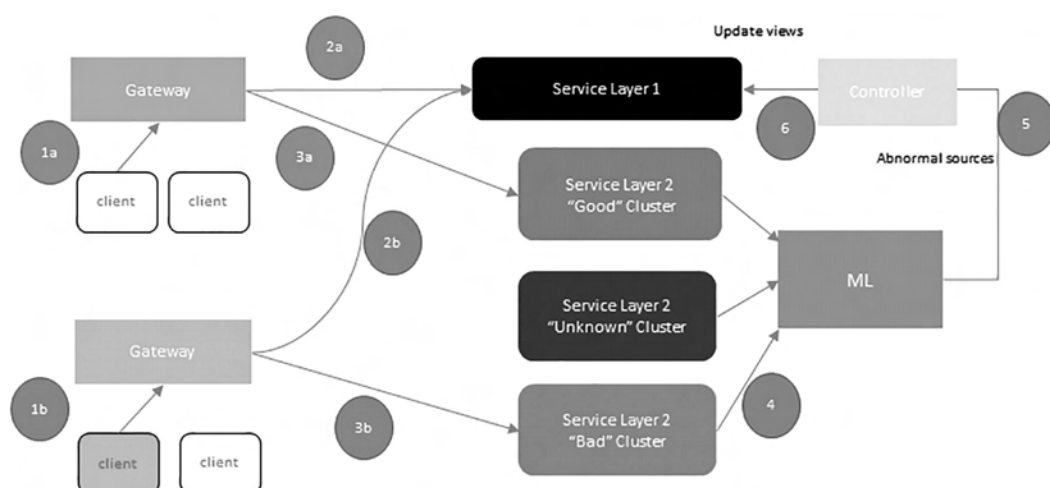 Update views
2a
Gateway
Service Layer 1
Controller
1a
3a
6
5
Abnormal sources
client
client
Service Layer 2
“Good” Cluster
2b
ML
Service Layer 2
“Unknown” Cluster
Gateway
1b
3b
Service Layer 2
“Bad” Cluster
4
client
client